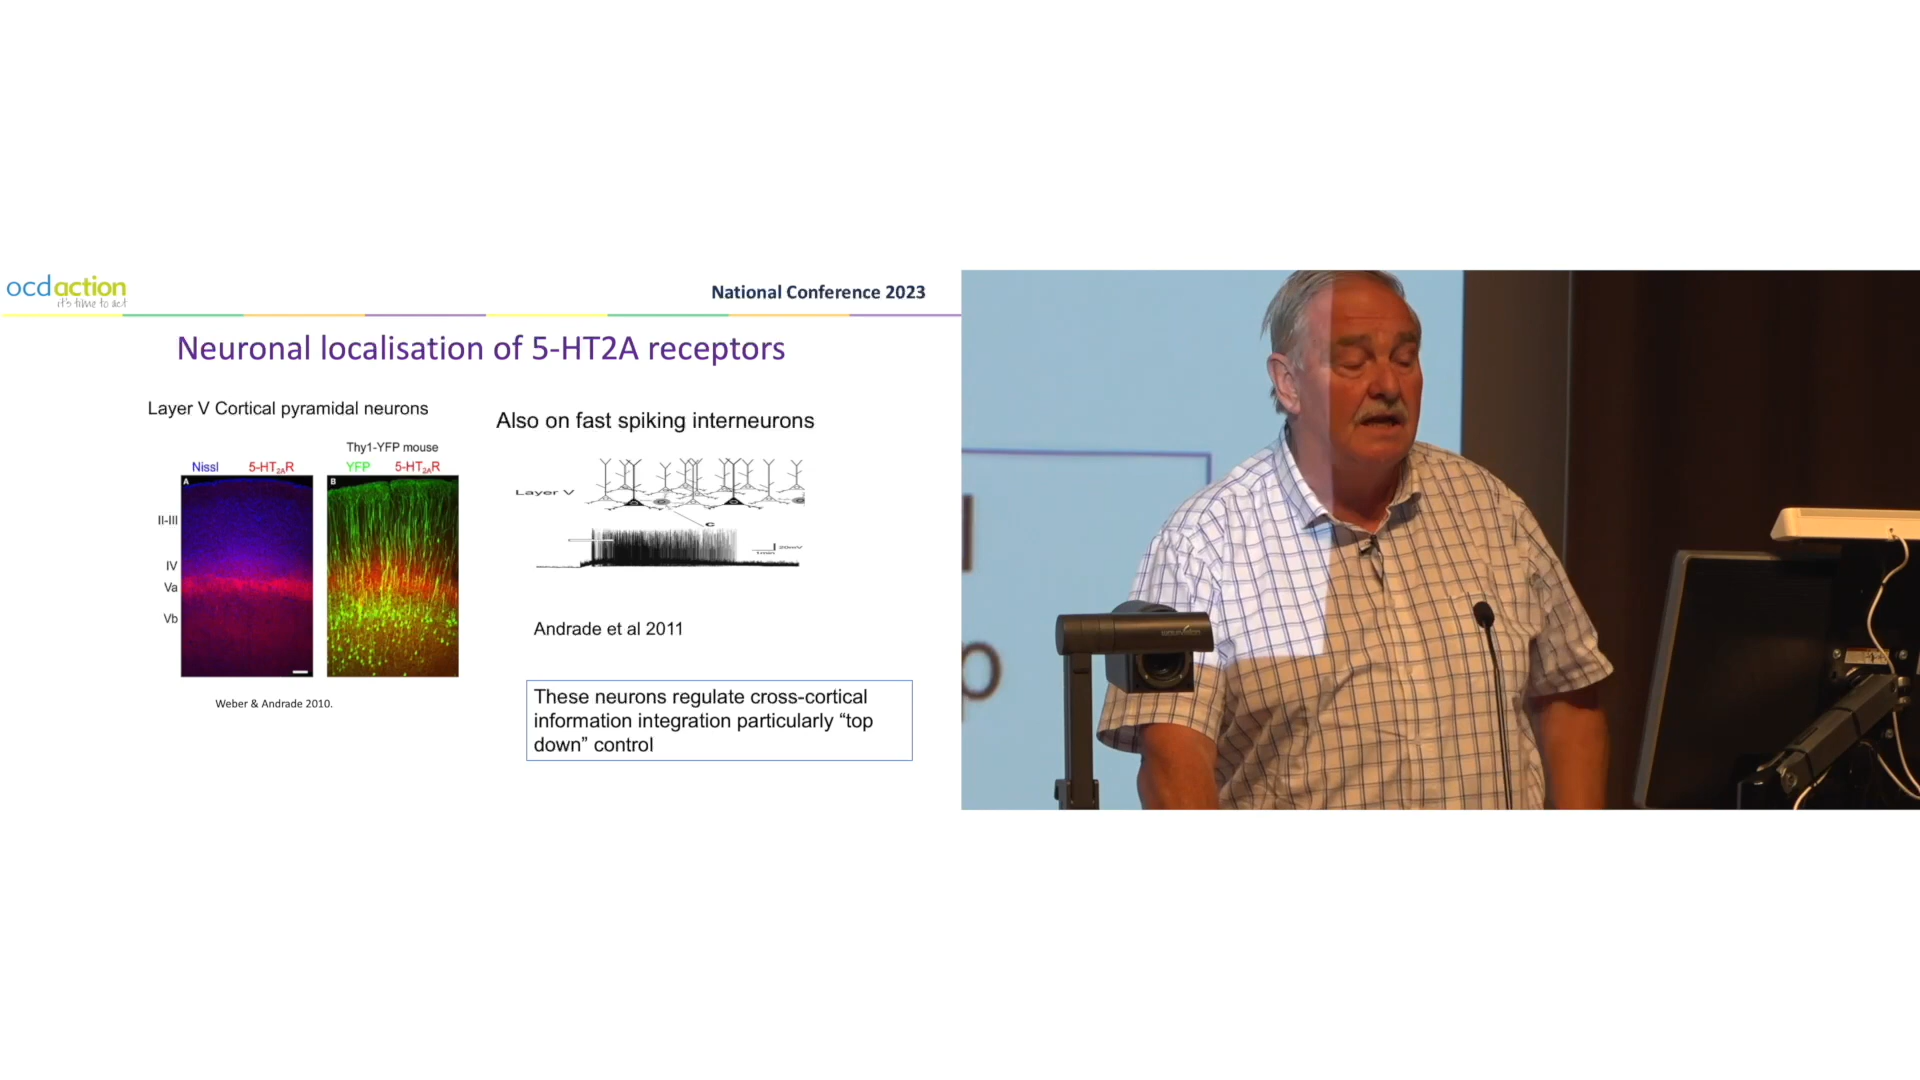 ocdaction
it's time to act
National Conference 2023
Neuronal localisation of 5-HT2A receptors
Layer V Cortical pyramidal neurons
Thy1-YFP mouse
Nissl 5-HT2AR YFP 5-HT2AR
A B
II-III
IV
Va
Vb
Weber & Andrade 2010.
Also on fast spiking interneurons
Layer V
C
20mV
1min
Andrade et al 2011
These neurons regulate cross-cortical
information integration particularly “top
down” control
p